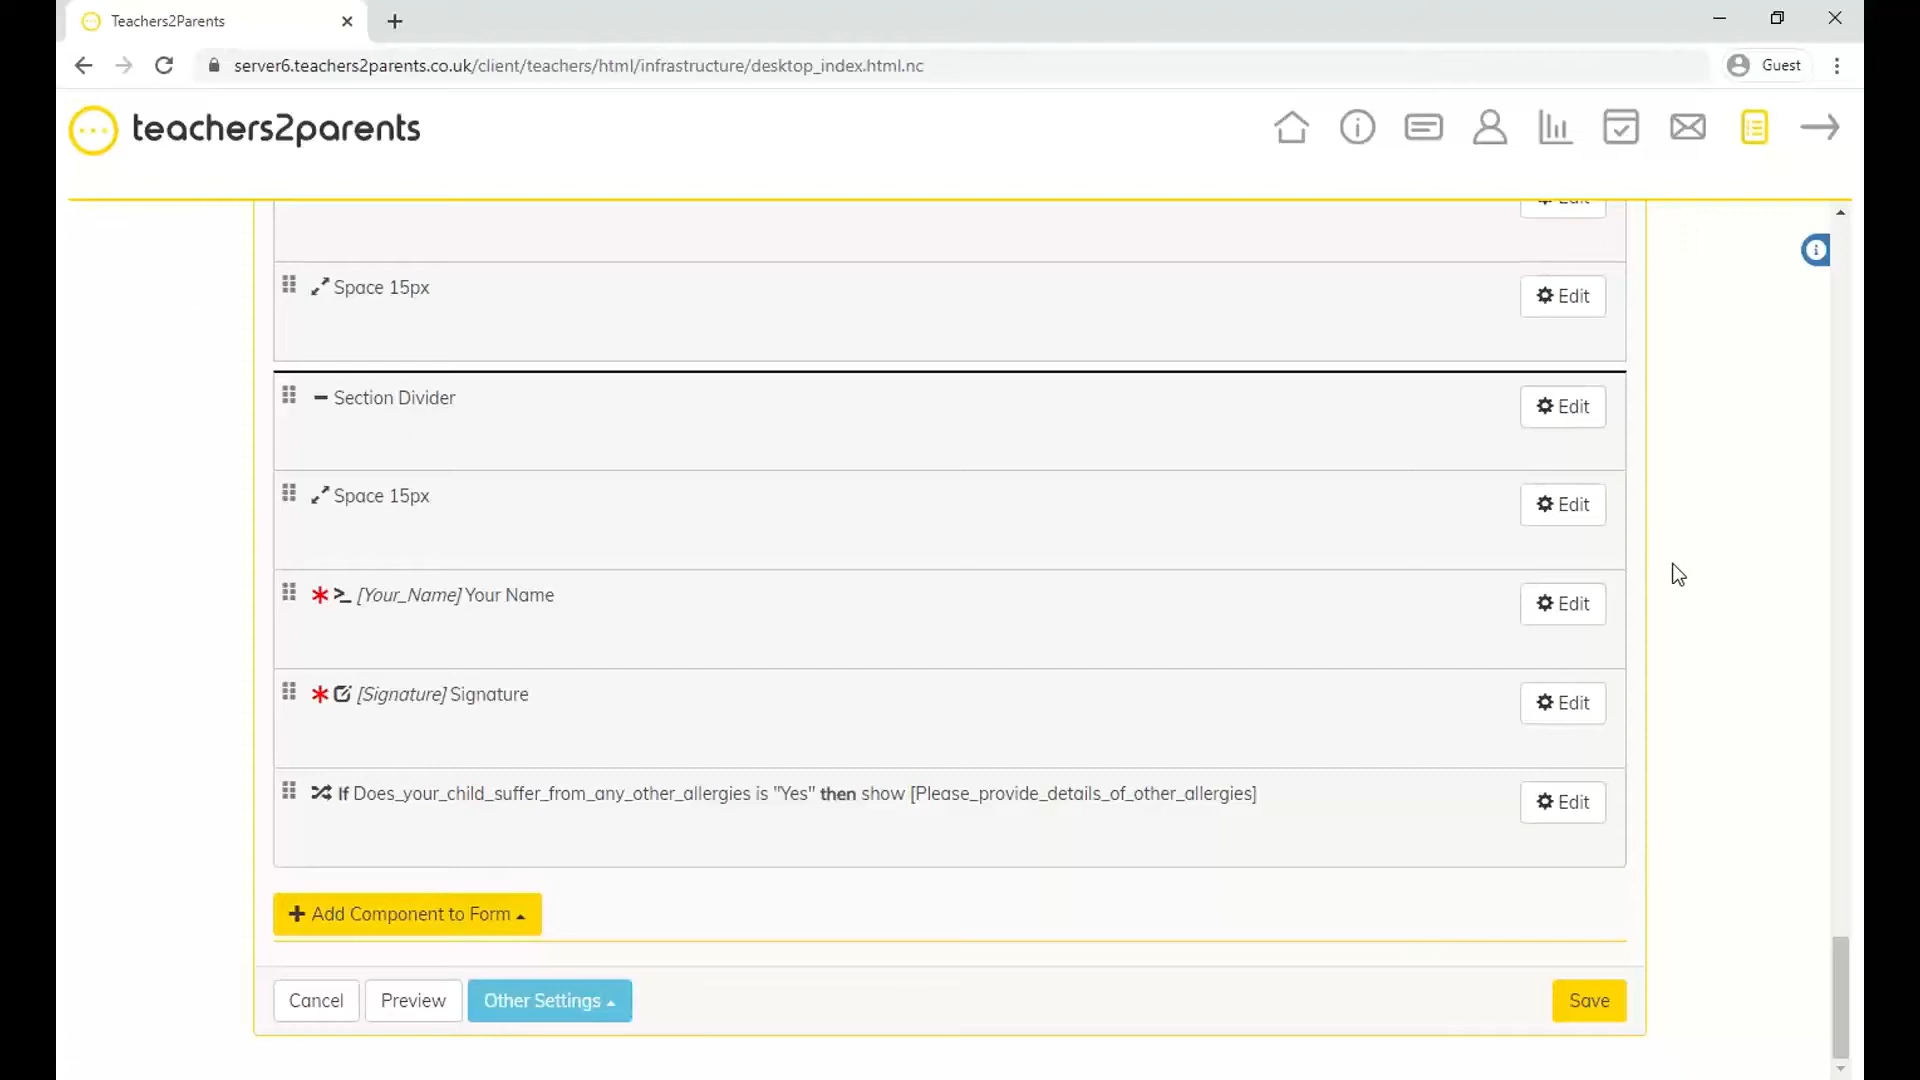 Teachers2Parents
server6.teachers2parents.co.uk/client/teachers/html/infrastructure/desktop_index.html.nc
Guest
teachers2parents
Edit
Space 15px
Edit
Section Divider
Edit
Space 15px
Edit
[Your_Name] Your Name
Edit
[Signature] Signature
Edit
If Does_your_child_suffer_from_any_other_allergies is "Yes" then show [Please_provide_details_of_other_allergies]
Edit
Add Component to Form
Cancel
Preview
Other Settings
Save